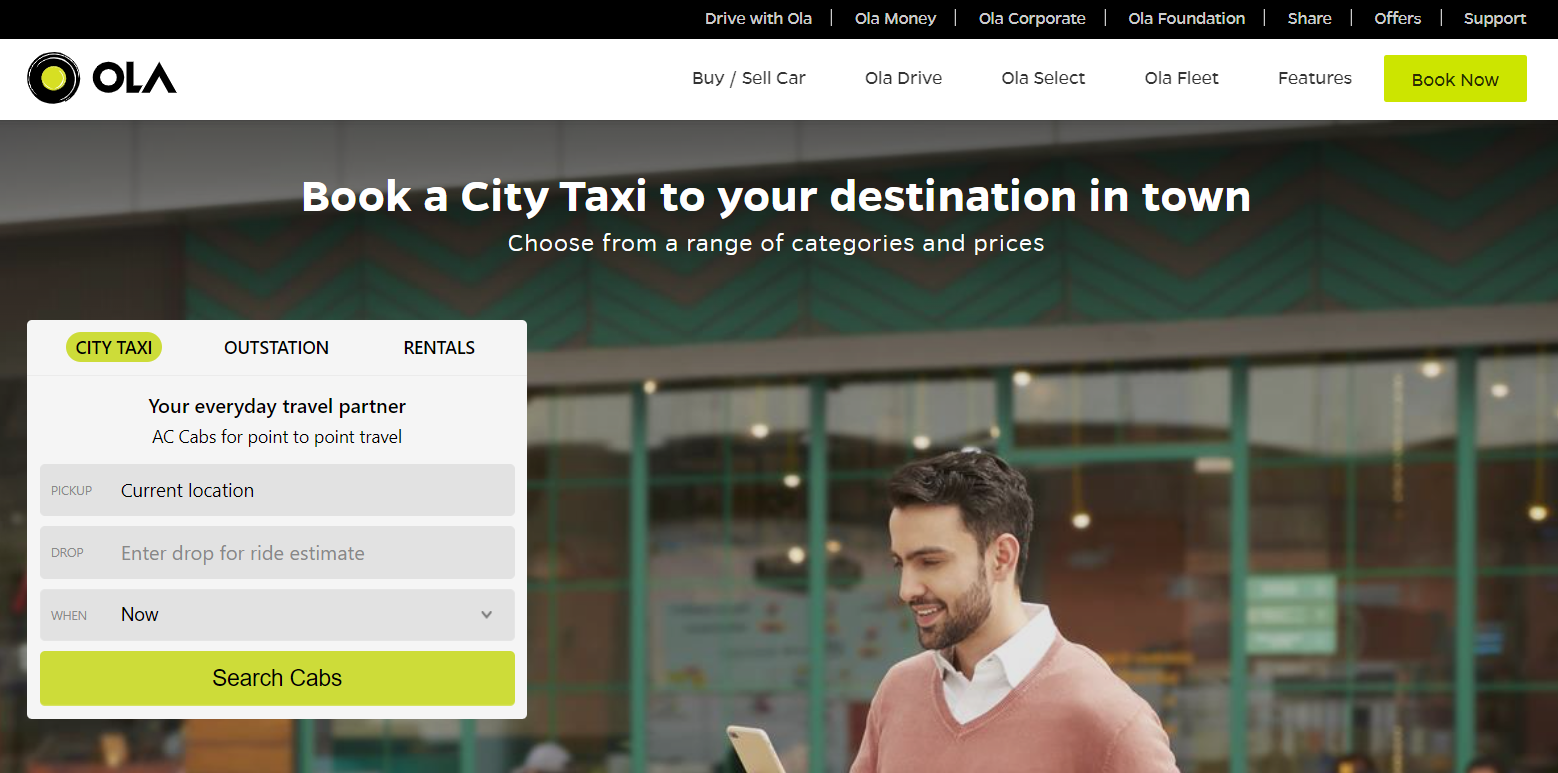 Drive with Ola | Ola Money | Ola Corporate | Ola Foundation | Share | Offers | Support
OLA Buy / Sell Car Ola Drive Ola Select Ola Fleet Features Book Now
Book a City Taxi to your destination in town
Choose from a range of categories and prices
CITY TAXI OUTSTATION RENTALS
Your everyday travel partner
AC Cabs for point to point travel
PICKUP Current location
DROP Enter drop for ride estimate
WHEN Now
Search Cabs